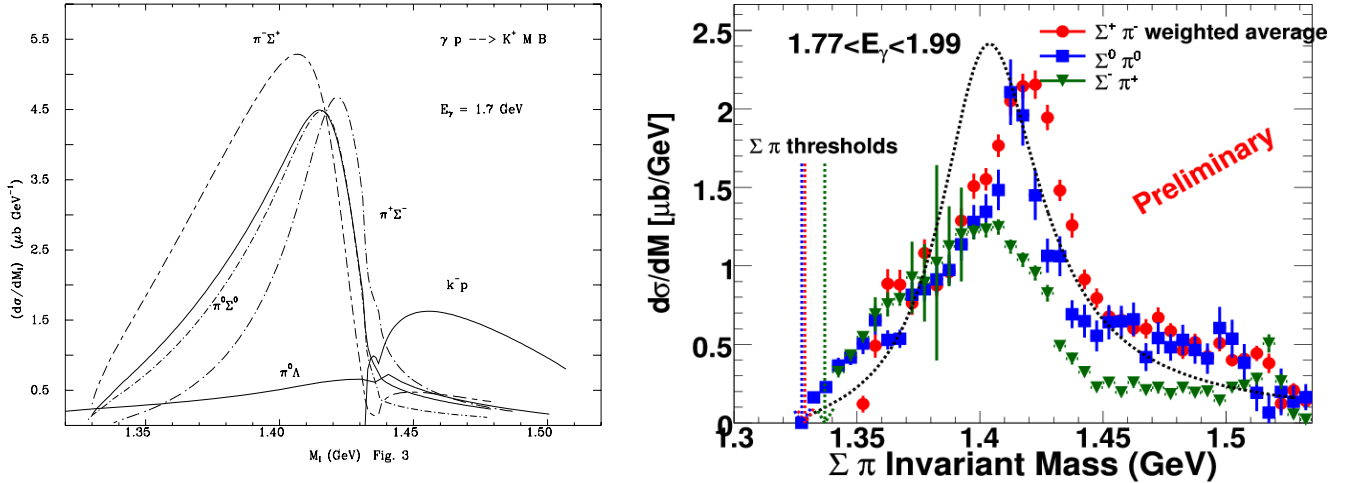 π⁻Σ⁺
γ p --> K⁺ M B
E_γ = 1.7 GeV
π⁺Σ⁻
k⁻p
π⁰Σ⁰
π⁰Λ
5.5
4.5
3.5
2.5
1.5
0.5
(dσ/dM_I) (μb GeV⁻¹)
1.35
1.40
1.45
1.50
M_I (GeV) Fig. 3
1.77<E_γ<1.99
Σ⁺ π⁻ weighted average
Σ⁰ π⁰
Σ⁻ π⁺
Σ π thresholds
Preliminary
2.5
2
1.5
1
0.5
0
dσ/dM [μb/GeV]
1.3
1.35
1.4
1.45
1.5
Σ π Invariant Mass (GeV)